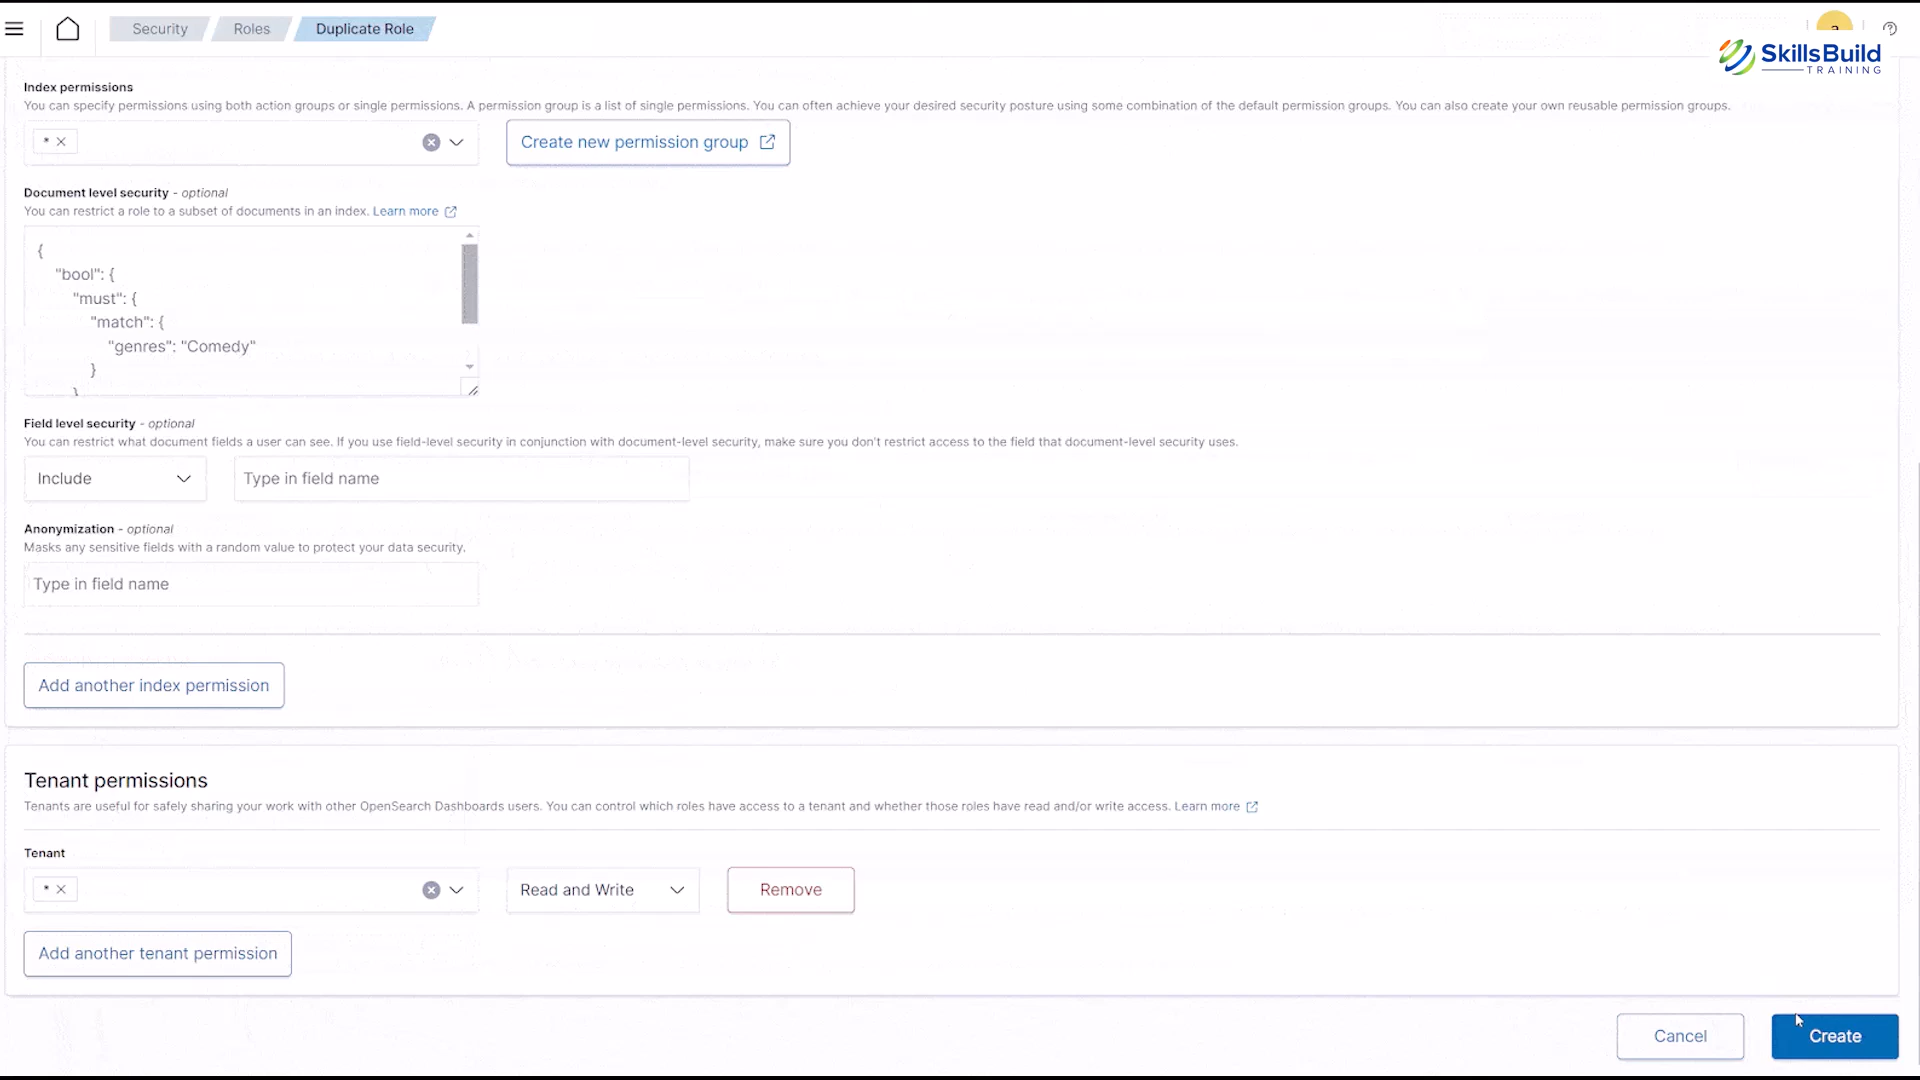 Security
Roles
Duplicate Role
a
SkillsBuild
TRAINING
Index permissions
You can specify permissions using both action groups or single permissions. A permission group is a list of single permissions. You can often achieve your desired security posture using some combination of the default permission groups. You can also create your own reusable permission groups.
*
Create new permission group
Document level security - optional
You can restrict a role to a subset of documents in an index. Learn more
{
"bool": {
"must": {
"match": {
"genres": "Comedy"
}
}
Field level security - optional
You can restrict what document fields a user can see. If you use field-level security in conjunction with document-level security, make sure you don't restrict access to the field that document-level security uses.
Include
Type in field name
Anonymization - optional
Masks any sensitive fields with a random value to protect your data security.
Type in field name
Add another index permission
Tenant permissions
Tenants are useful for safely sharing your work with other OpenSearch Dashboards users. You can control which roles have access to a tenant and whether those roles have read and/or write access. Learn more
Tenant
*
Read and Write
Remove
Add another tenant permission
Cancel
Create